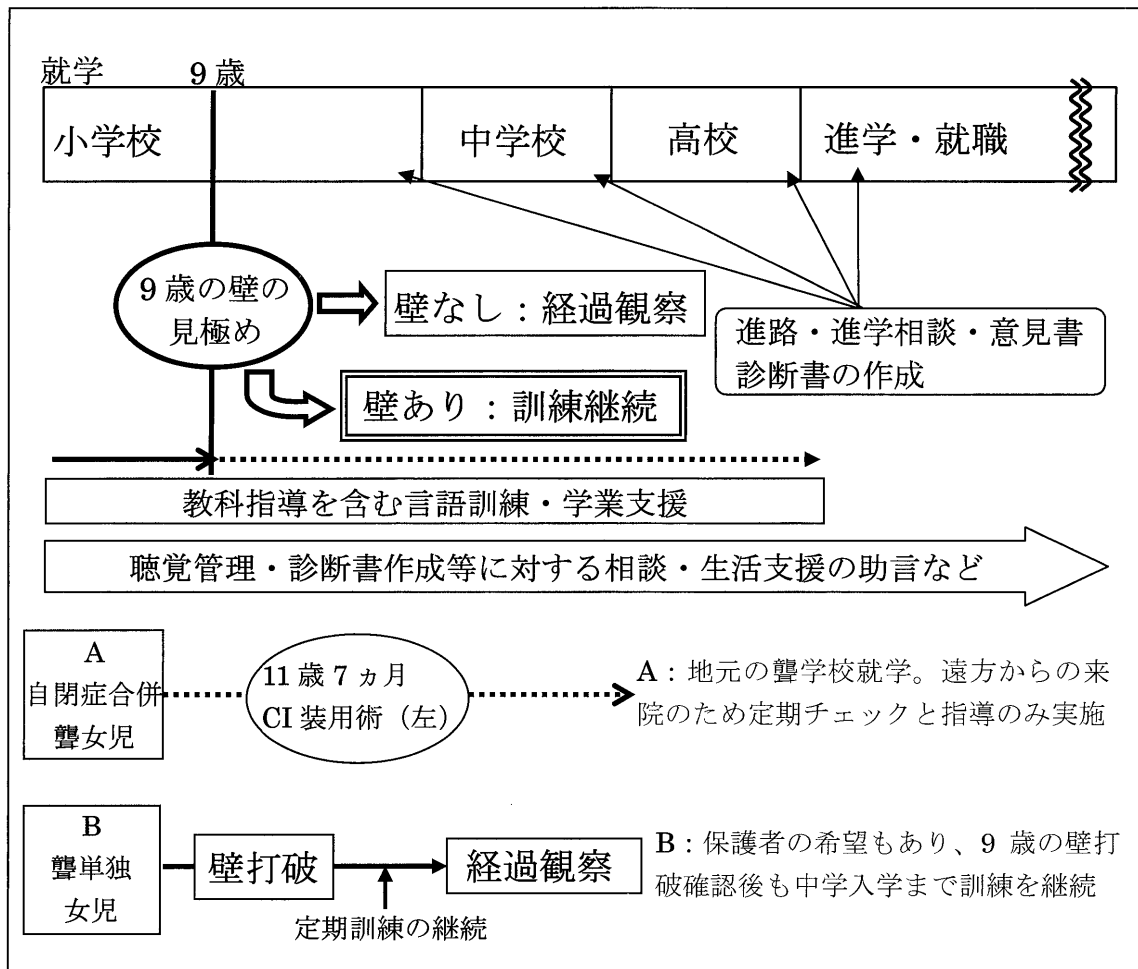 就学
9歳
小学校
中学校
高校
進学・就職
9歳の壁の
見極め
壁なし：経過観察
壁あり：訓練継続
進路・進学相談・意見書
診断書の作成
教科指導を含む言語訓練・学業支援
聴覚管理・診断書作成等に対する相談・生活支援の助言など
A
自閉症合併
聾女児
11歳7ヵ月
CI装用術（左）
A：地元の聾学校就学。遠方からの来
院のため定期チェックと指導のみ実施
B
聾単独
女児
壁打破
経過観察
定期訓練の継続
B：保護者の希望もあり、9歳の壁打
破確認後も中学入学まで訓練を継続